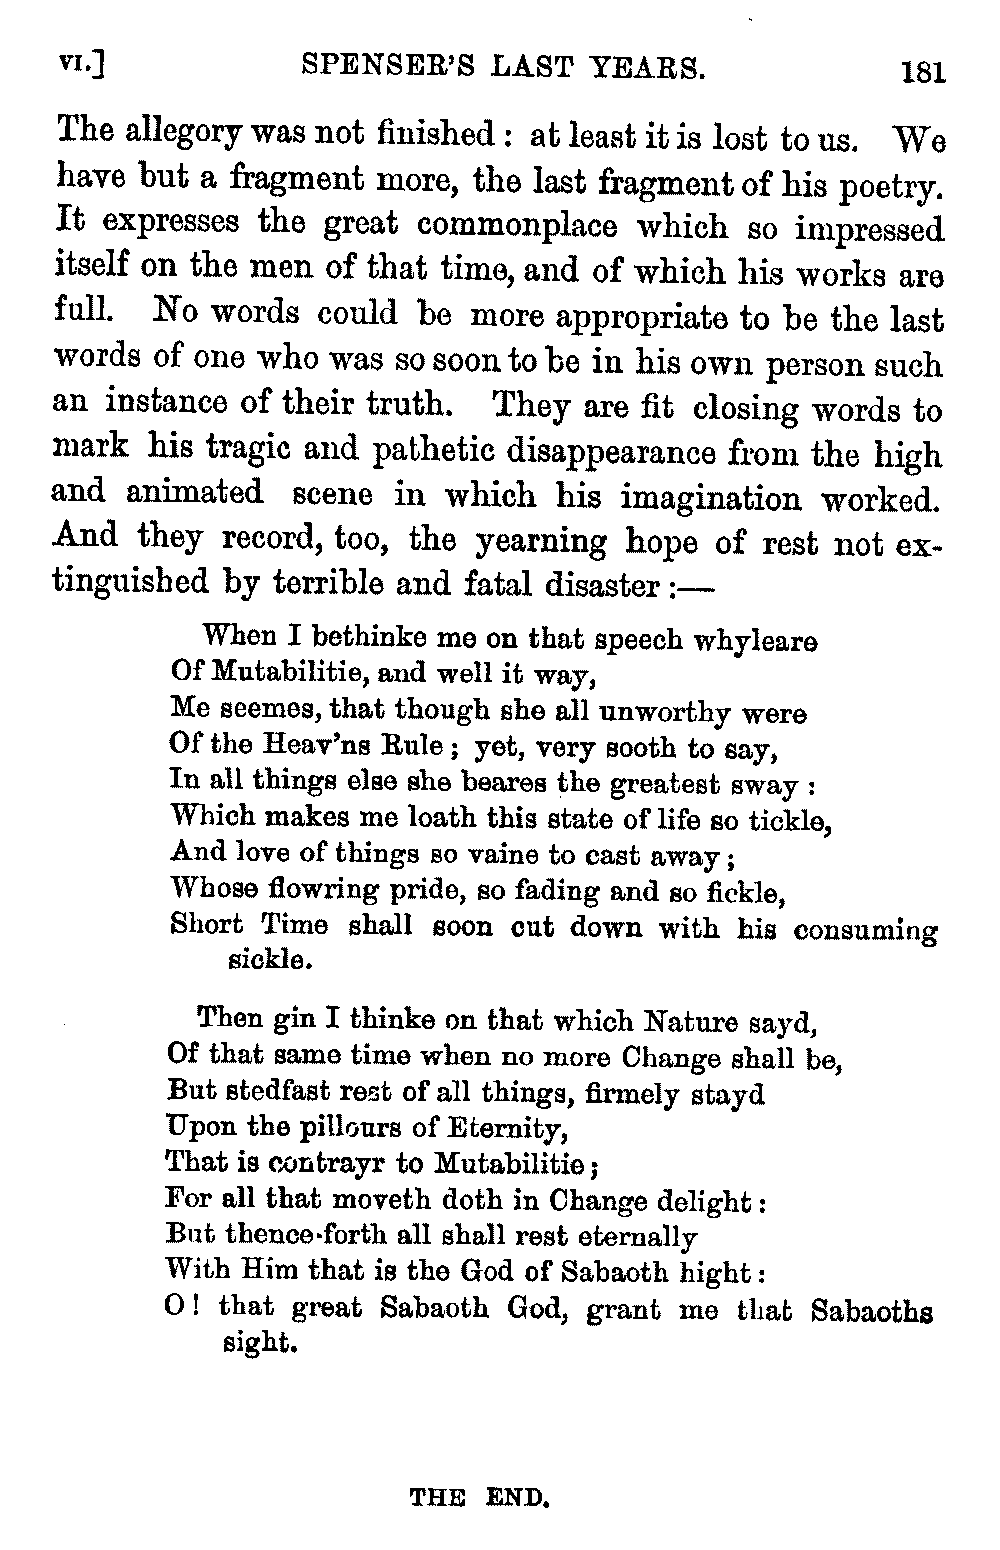 VI.] SPENSER'S LAST YEARS. 181
The allegory was not finished : at least it is lost to us. We
have but a fragment more, the last fragment of his poetry.
It expresses the great commonplace which so impressed
itself on the men of that time, and of which his works are
full. No words could be more appropriate to be the last
words of one who was so soon to be in his own person such
an instance of their truth. They are fit closing words to
mark his tragic and pathetic disappearance from the high
and animated scene in which his imagination worked.
And they record, too, the yearning hope of rest not ex-
tinguished by terrible and fatal disaster :—
When I bethinke me on that speech whyleare
Of Mutabilitie, and well it way,
Me seemes, that though she all unworthy were
Of the Heav'ns Rule ; yet, very sooth to say,
In all things else she beares the greatest sway :
Which makes me loath this state of life so tickle,
And love of things so vaine to cast away ;
Whose flowring pride, so fading and so fickle,
Short Time shall soon cut down with his consuming
sickle.
Then gin I thinke on that which Nature sayd,
Of that same time when no more Change shall be,
But stedfast rest of all things, firmely stayd
Upon the pillours of Eternity,
That is contrayr to Mutabilitie ;
For all that moveth doth in Change delight :
But thence-forth all shall rest eternally
With Him that is the God of Sabaoth hight :
O ! that great Sabaoth God, grant me that Sabaoths
sight.
THE END.